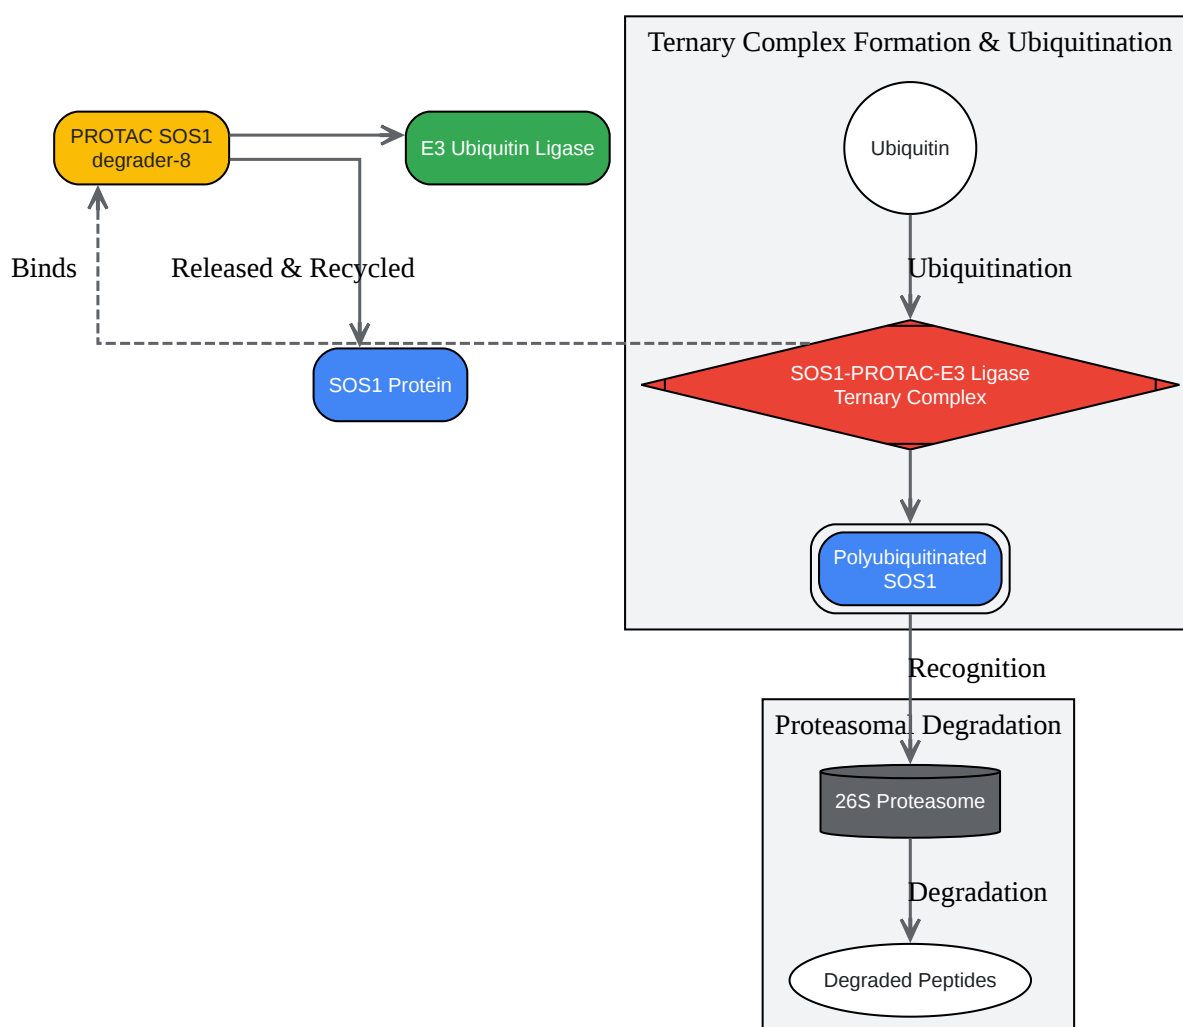 Ternary Complex Formation & Ubiquitination
PROTAC SOS1
degrader-8
E3 Ubiquitin Ligase
Ubiquitin
Binds
Released & Recycled
Ubiquitination
SOS1 Protein
SOS1-PROTAC-E3 Ligase
Ternary Complex
Polyubiquitinated
SOS1
Recognition
Proteasomal Degradation
26S Proteasome
Degradation
Degraded Peptides